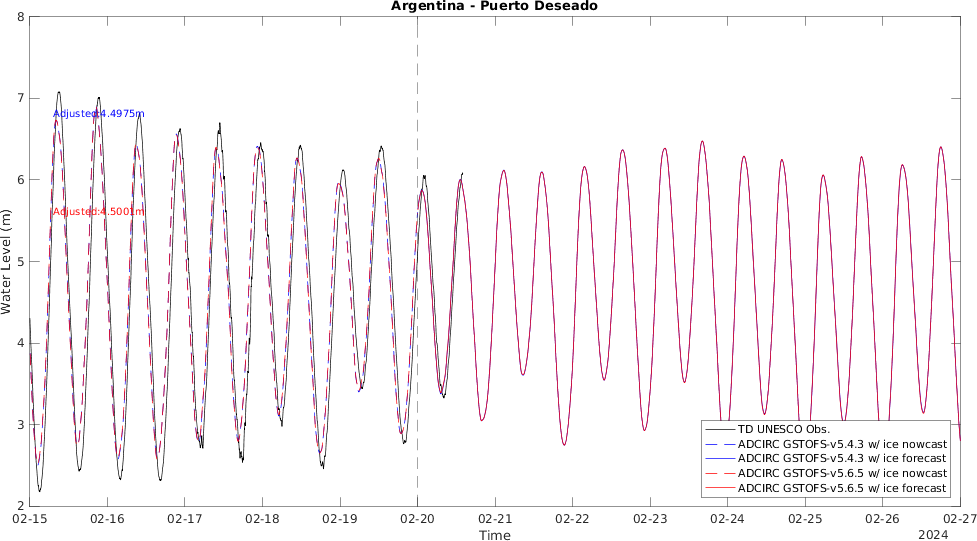 Argentina - Puerto Deseado
8
7
6
5
4
3
2
Water Level (m)
Adjusted:4.4975m
Adjusted:4.5001m
TD UNESCO Obs.
ADCIRC GSTOFS-v5.4.3 w/ ice nowcast
ADCIRC GSTOFS-v5.4.3 w/ ice forecast
ADCIRC GSTOFS-v5.6.5 w/ ice nowcast
ADCIRC GSTOFS-v5.6.5 w/ ice forecast
02-15 02-16 02-17 02-18 02-19 02-20 02-21 02-22 02-23 02-24 02-25 02-26 02-27
Time
2024